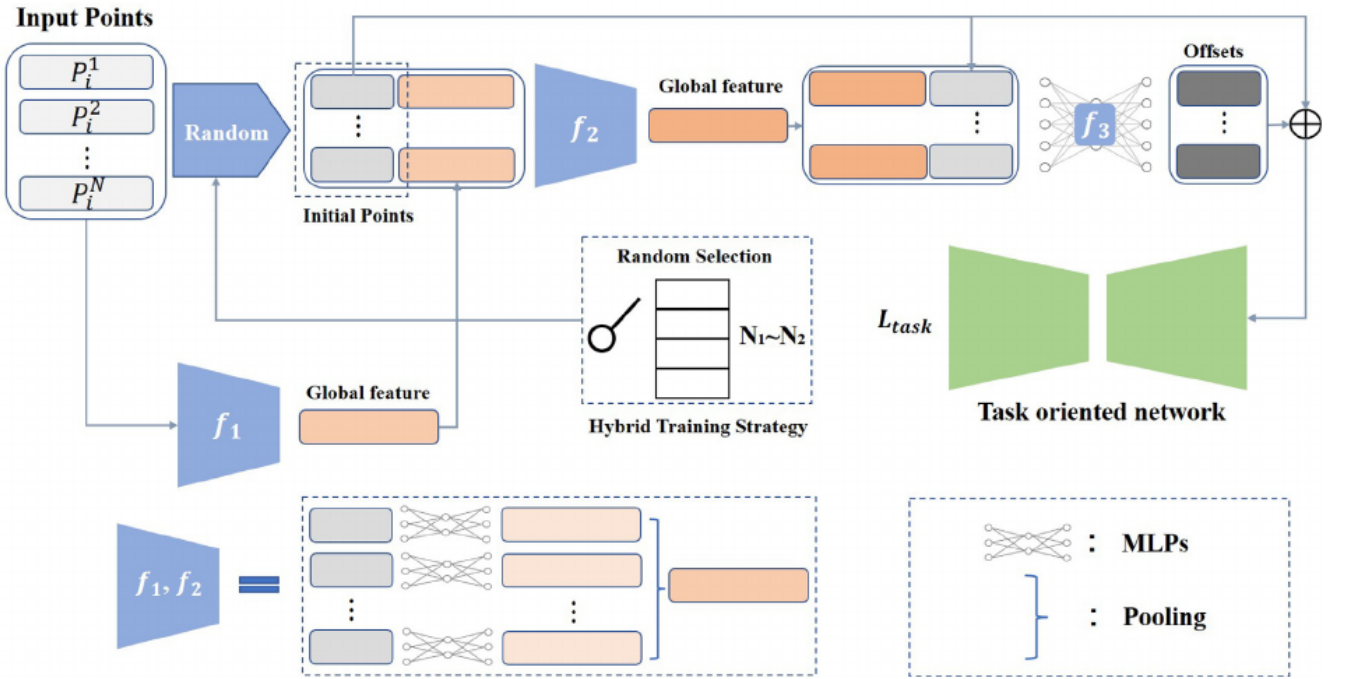 Input Points
P_i^1
P_i^2
P_i^N
Random
Initial Points
f_2
Global feature
f_3
Offsets
Random Selection
N₁~N₂
Hybrid Training Strategy
L_task
Task oriented network
f_1
Global feature
f_1, f_2 =
: MLPs
: Pooling